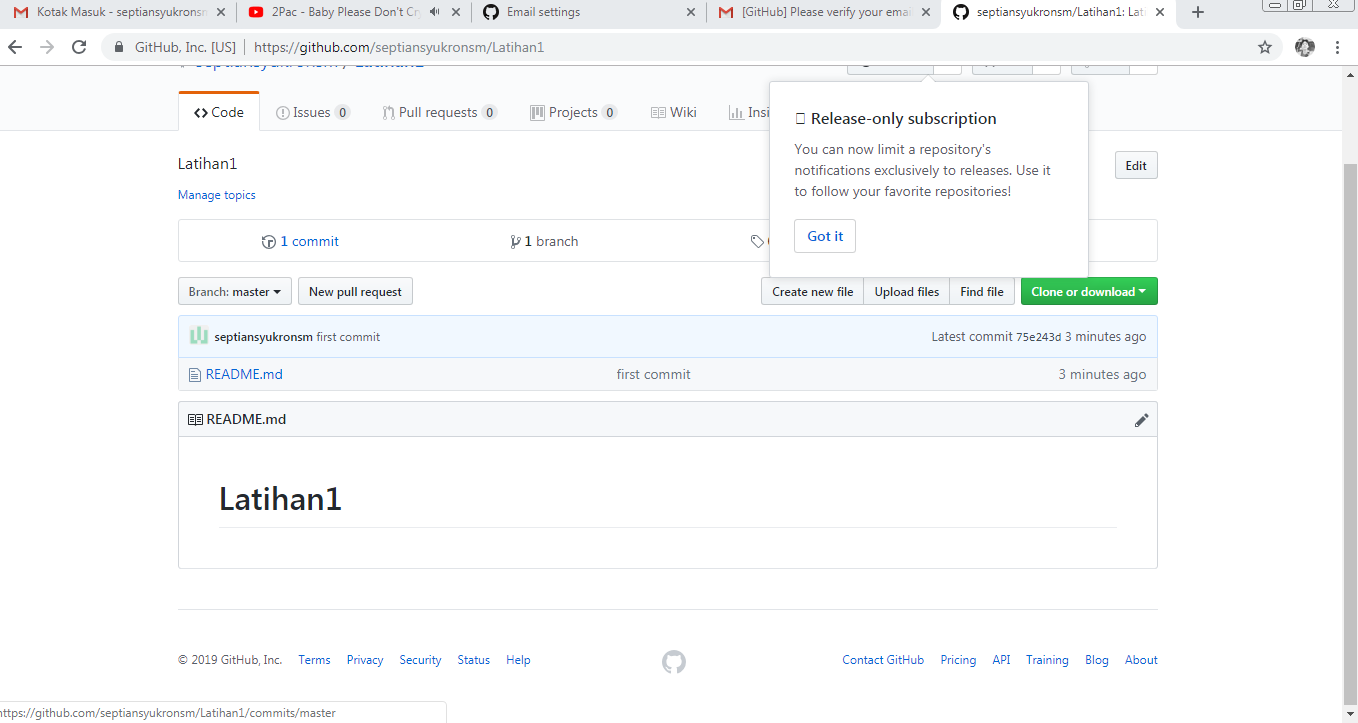 Kotak Masuk - septiansyukronsm
2Pac - Baby Please Don't Cry
Email settings
[GitHub] Please verify your email
septiansyukronsm/Latihan1: Lati
GitHub, Inc. [US] https://github.com/septiansyukronsm/Latihan1
septiansyukronsm / Latihan1
Code
Issues 0
Pull requests 0
Projects 0
Wiki
Insi
Release-only subscription
You can now limit a repository's
notifications exclusively to releases. Use it
to follow your favorite repositories!
Got it
Latihan1
Edit
Manage topics
1 commit
1 branch
Branch: master
New pull request
Create new file
Upload files
Find file
Clone or download
septiansyukronsm first commit
Latest commit 75e243d 3 minutes ago
README.md
first commit
3 minutes ago
README.md
Latihan1
© 2019 GitHub, Inc.
Terms
Privacy
Security
Status
Help
Contact GitHub
Pricing
API
Training
Blog
About
https://github.com/septiansyukronsm/Latihan1/commits/master